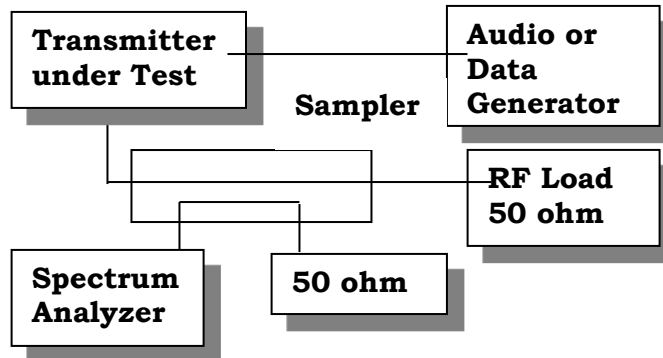 Transmitter
under Test
Audio or
Data
Generator
Sampler
RF Load
50 ohm
Spectrum
Analyzer
50 ohm